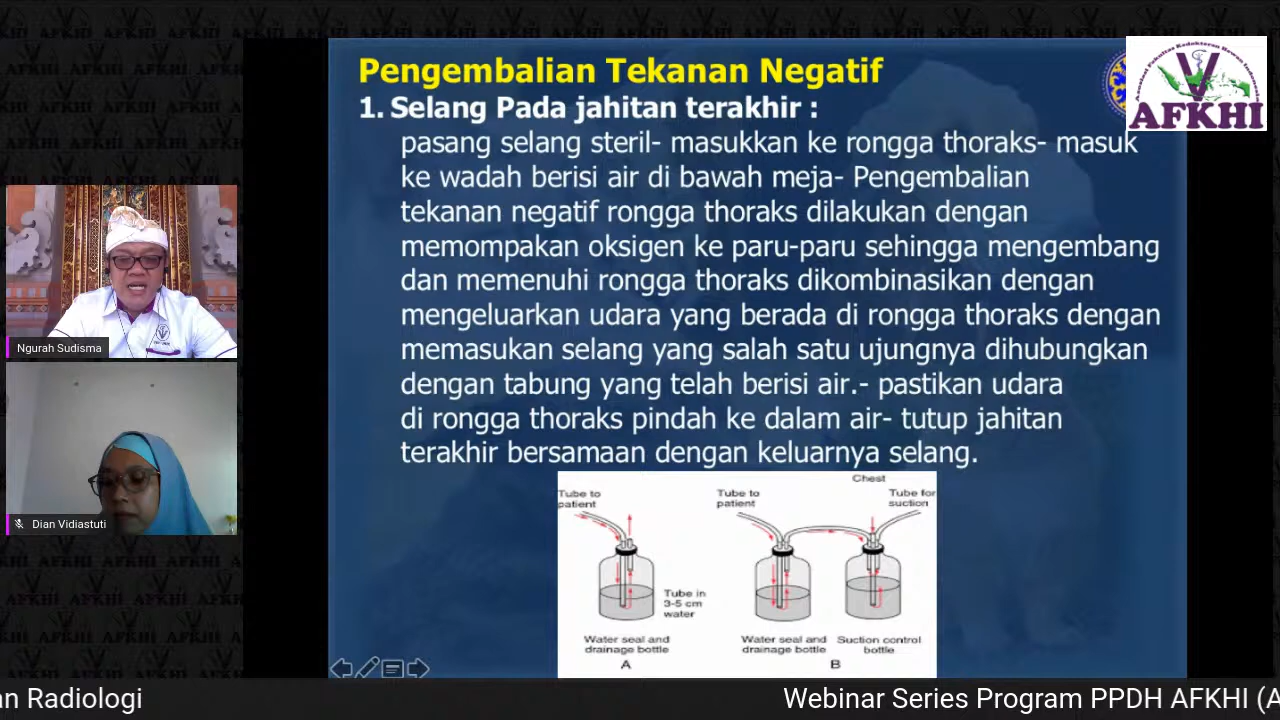 Pengembalian Tekanan Negatif
1. Selang Pada jahitan terakhir :
pasang selang steril- masukkan ke rongga thoraks- masuk
ke wadah berisi air di bawah meja- Pengembalian
tekanan negatif rongga thoraks dilakukan dengan
memompakan oksigen ke paru-paru sehingga mengembang
dan memenuhi rongga thoraks dikombinasikan dengan
mengeluarkan udara yang berada di rongga thoraks dengan
memasukan selang yang salah satu ujungnya dihubungkan
dengan tabung yang telah berisi air.- pastikan udara
di rongga thoraks pindah ke dalam air- tutup jahitan
terakhir bersamaan dengan keluarnya selang.
AFKHI
Ngurah Sudisma
Dian Vidiastuti
Tube to
patient
Tube in
3-5 cm
water
Water seal and
drainage bottle
A
Tube to
patient
Chest
Tube for
suction
Water seal and
drainage bottle
Suction control
bottle
B
an Radiologi
Webinar Series Program PPDH AFKHI (A